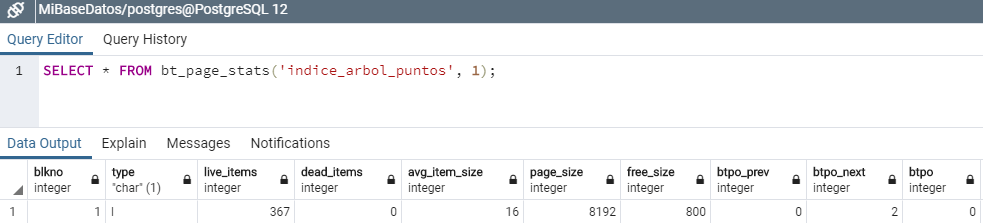 MiBaseDatos/postgres@PostgreSQL 12
Query Editor Query History
1 SELECT * FROM bt_page_stats('indice_arbol_puntos', 1);
Data Output Explain Messages Notifications
blkno type live_items dead_items avg_item_size page_size free_size btpo_prev btpo_next btpo
integer "char" (1) integer integer integer integer integer integer integer integer
1 1 l 367 0 16 8192 800 0 2 0